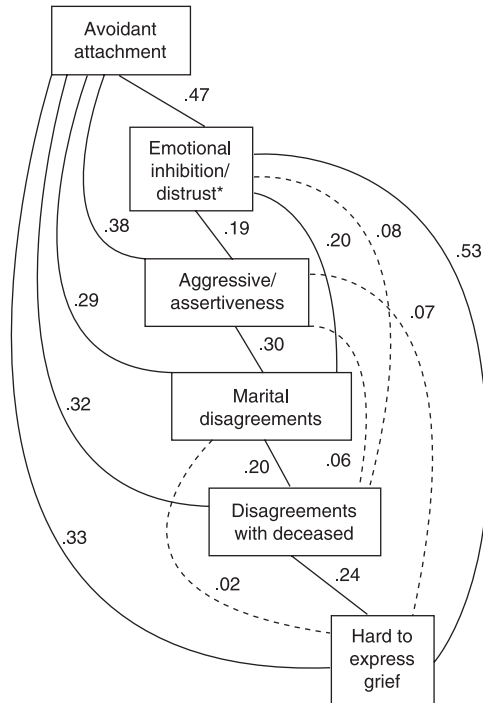 Avoidant
attachment
.47
Emotional
inhibition/
distrust*
.38
.19
.20
.08
.53
Aggressive/
assertiveness
.29
.30
.07
Marital
disagreements
.32
.20
.06
Disagreements
with deceased
.33
.02
.24
Hard to
express
grief